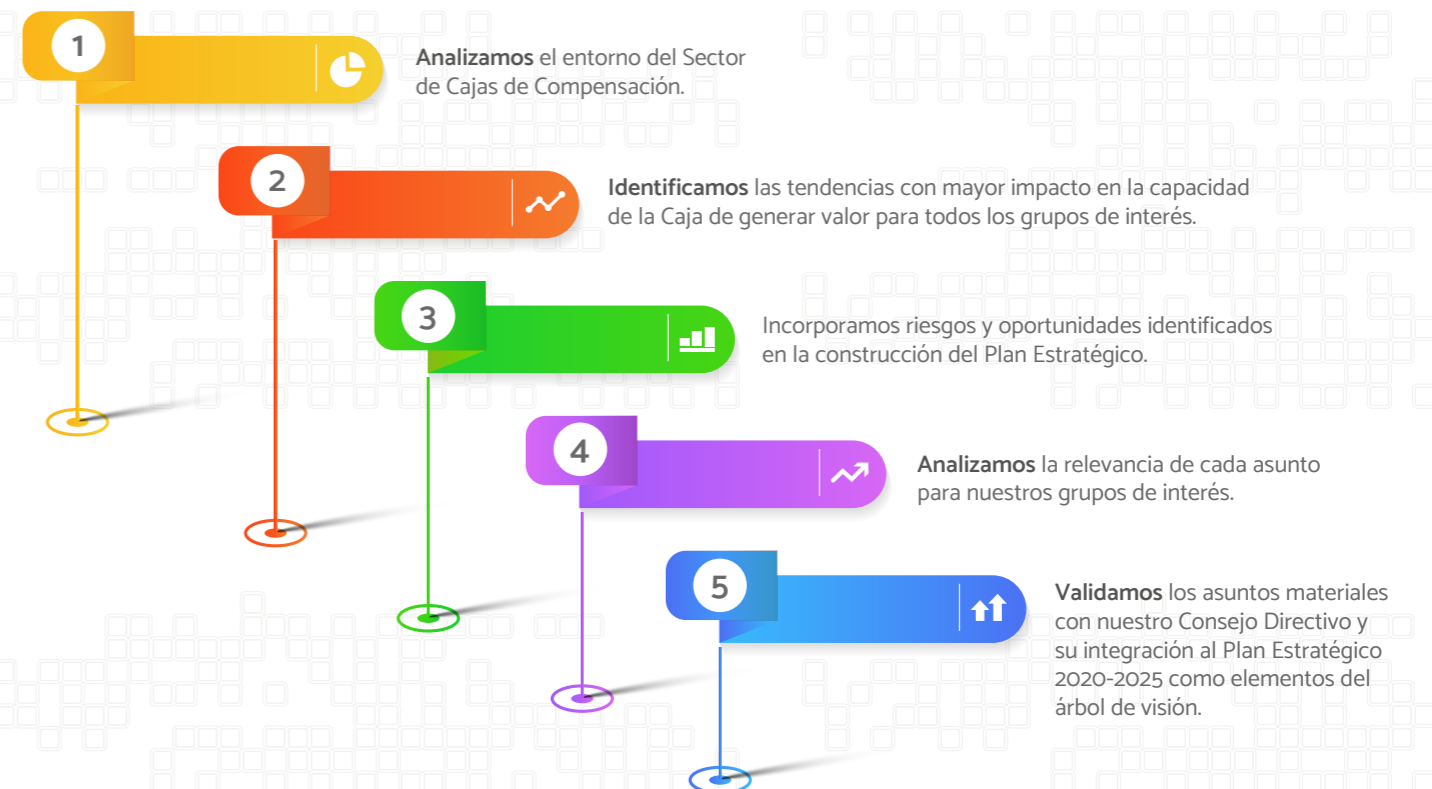 1
Analizamos el entorno del Sector
de Cajas de Compensación.
2
Identificamos las tendencias con mayor impacto en la capacidad
de la Caja de generar valor para todos los grupos de interés.
3
Incorporamos riesgos y oportunidades identificados
en la construcción del Plan Estratégico.
4
Analizamos la relevancia de cada asunto
para nuestros grupos de interés.
5
Validamos los asuntos materiales
con nuestro Consejo Directivo y
su integración al Plan Estratégico
2020-2025 como elementos del
árbol de visión.